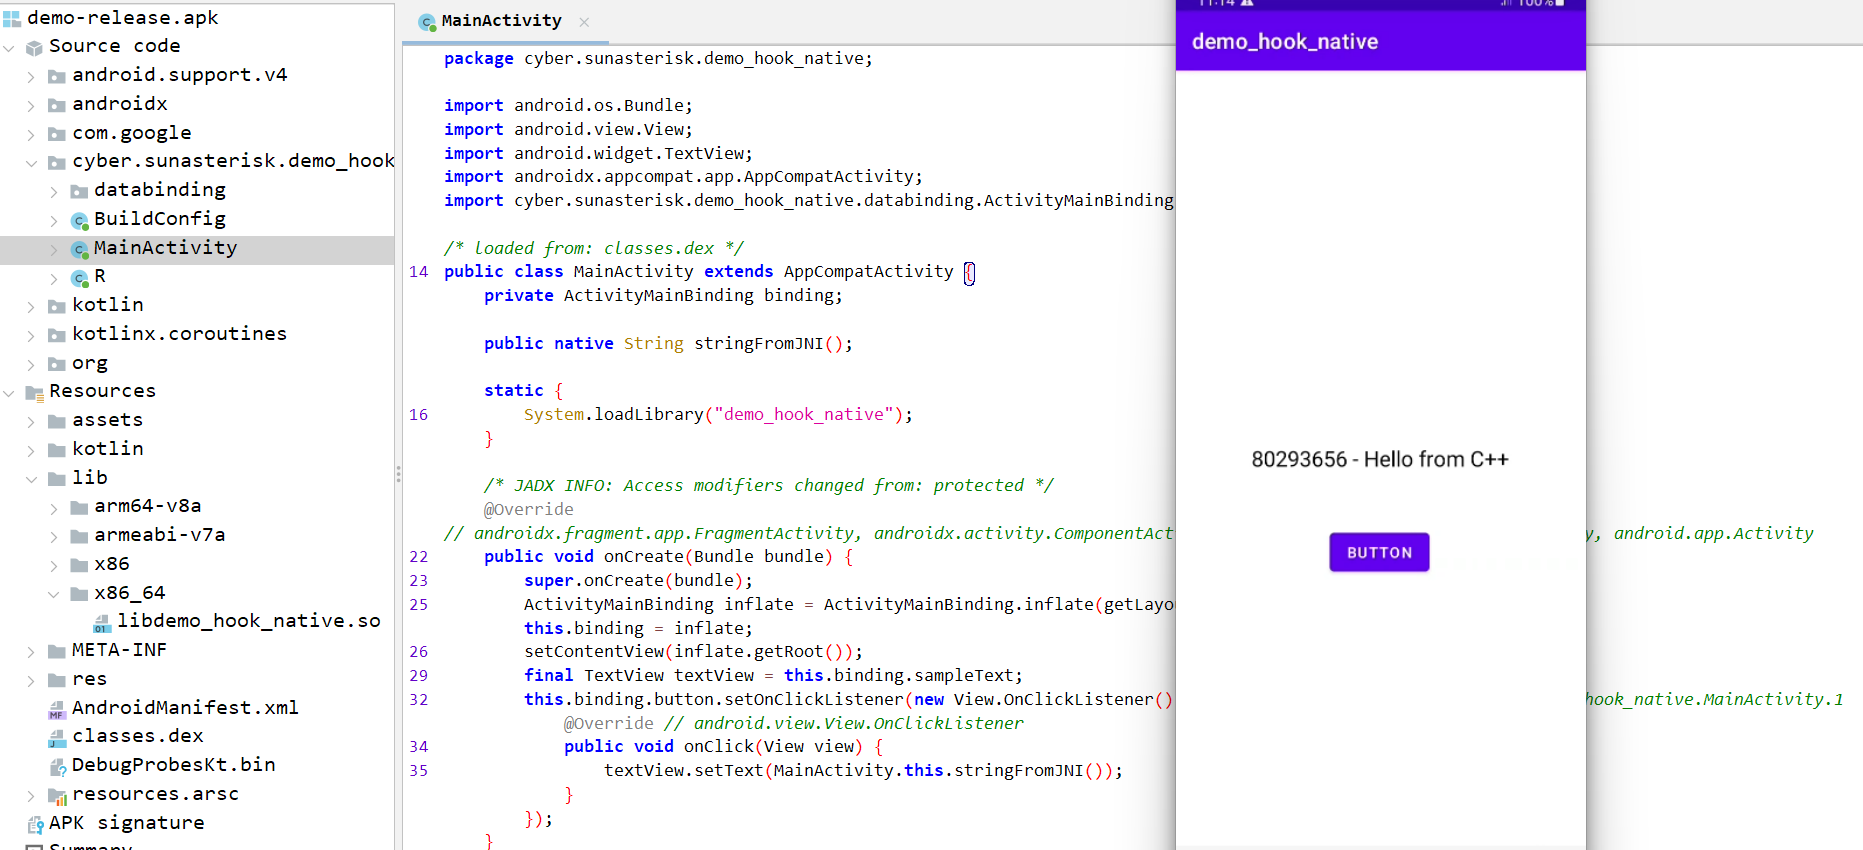 demo-release.apk
Source code
android.support.v4
androidx
com.google
cyber.sunasterisk.demo_hook
databinding
BuildConfig
MainActivity
R
kotlin
kotlinx.coroutines
org
Resources
assets
kotlin
lib
arm64-v8a
armeabi-v7a
x86
x86_64
libdemo_hook_native.so
META-INF
res
AndroidManifest.xml
classes.dex
DebugProbesKt.bin
resources.arsc
APK signature
Summary
MainActivity
package cyber.sunasterisk.demo_hook_native;
import android.os.Bundle;
import android.view.View;
import android.widget.TextView;
import androidx.appcompat.app.AppCompatActivity;
import cyber.sunasterisk.demo_hook_native.databinding.ActivityMainBinding
/* loaded from: classes.dex */
14 public class MainActivity extends AppCompatActivity {
private ActivityMainBinding binding;
public native String stringFromJNI();
static {
16 System.loadLibrary("demo_hook_native");
}
/* JADX INFO: Access modifiers changed from: protected */
@Override
// androidx.fragment.app.FragmentActivity, androidx.activity.ComponentAct y, android.app.Activity
22 public void onCreate(Bundle bundle) {
23 super.onCreate(bundle);
25 ActivityMainBinding inflate = ActivityMainBinding.inflate(getLayou
this.binding = inflate;
26 setContentView(inflate.getRoot());
29 final TextView textView = this.binding.sampleText;
32 this.binding.button.setOnClickListener(new View.OnClickListener() hook_native.MainActivity.1
@Override // android.view.View.OnClickListener
34 public void onClick(View view) {
35 textView.setText(MainActivity.this.stringFromJNI());
}
});
}
11:14 100%
demo_hook_native
80293656 - Hello from C++
BUTTON